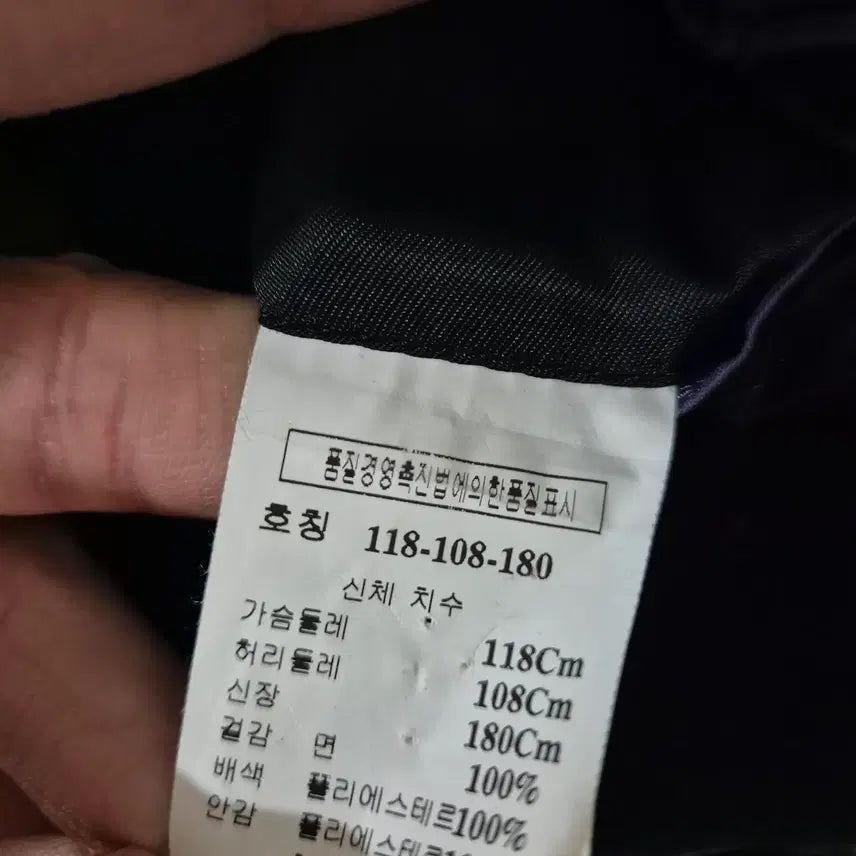 품질경영촉진법에의한품질표시
호칭 118-108-180
신체 치수
가슴둘레 118Cm
허리둘레 108Cm
신장 180Cm
겉감 면 100%
배색 폴리에스테르100%
안감 폴리에스테르